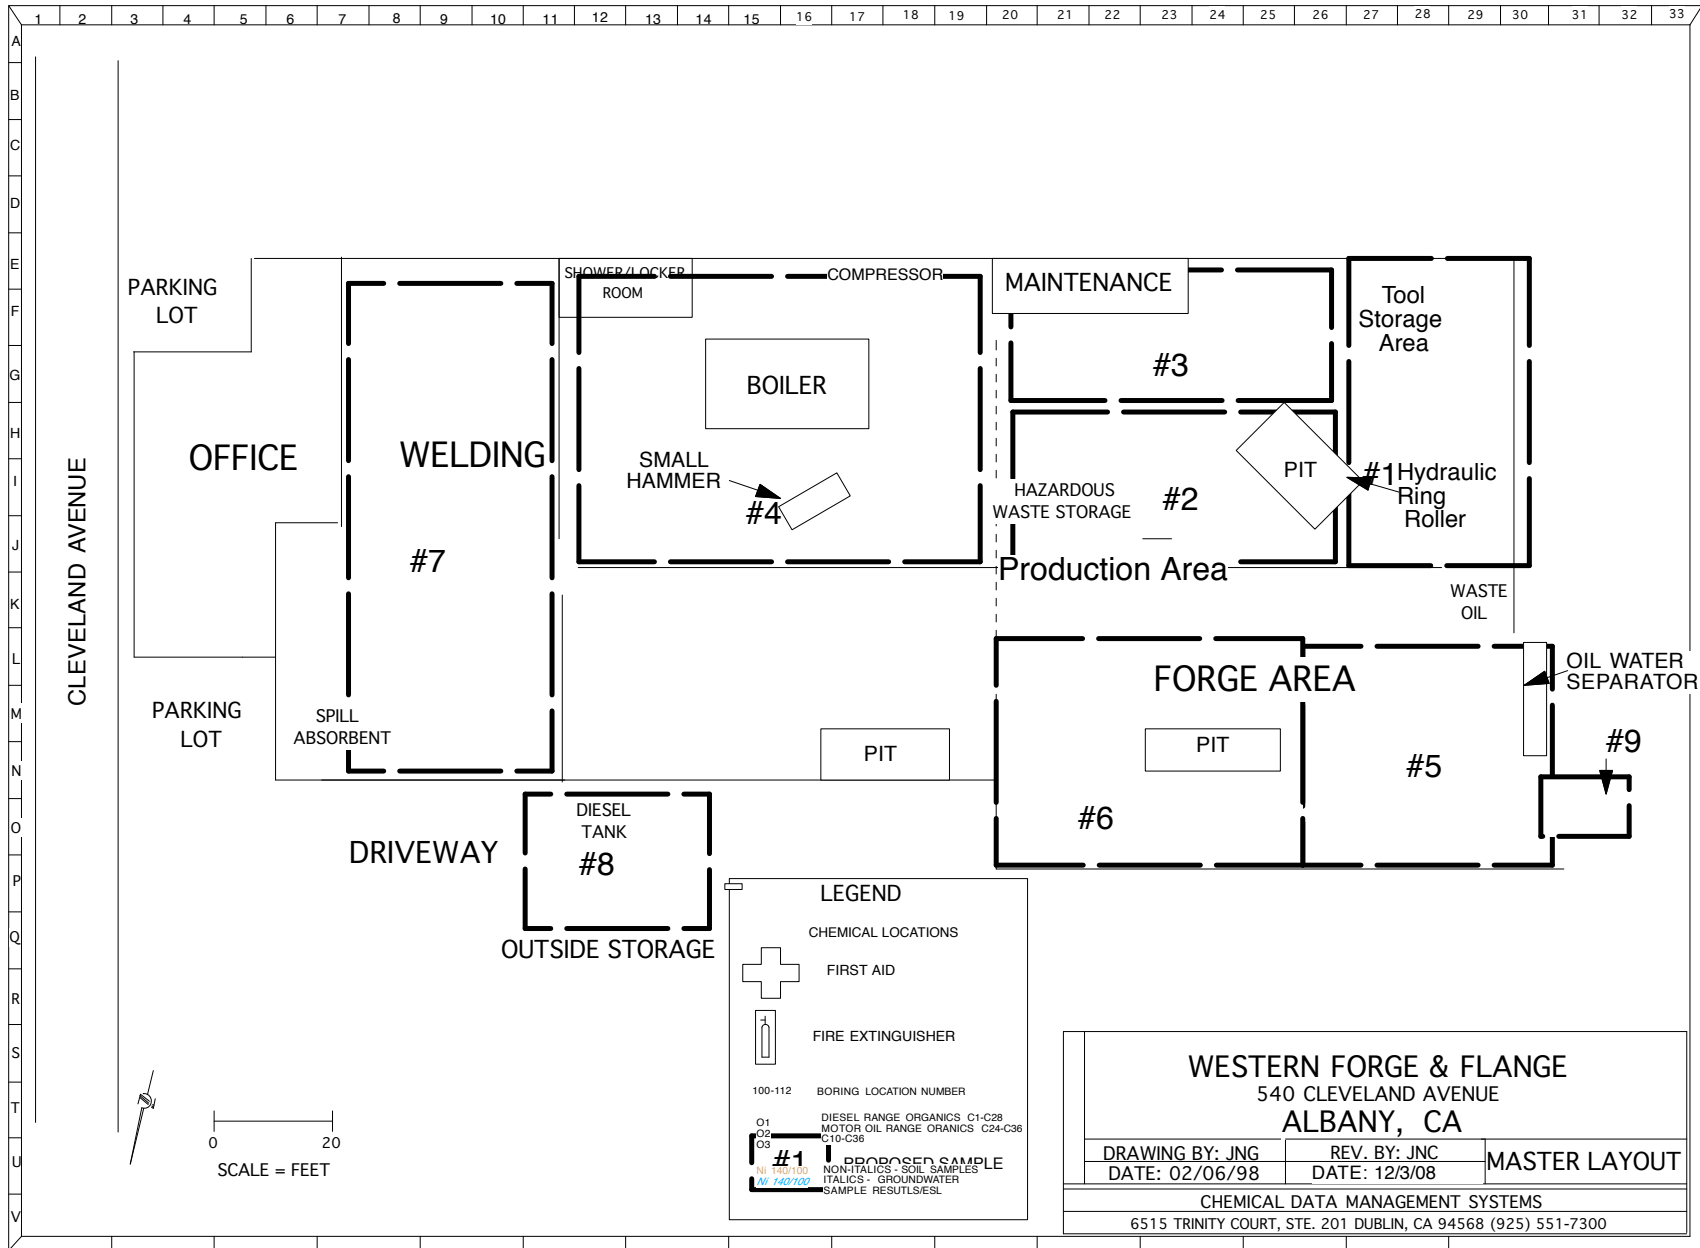 1 2 3 4 5 6 7 8 9 10 11 12 13 14 15 16 17 18 19 20 21 22 23 24 25 26 27 28 29 30 31 32 33
A
B
C
D
E
F
G
H
I
J
K
L
M
N
O
P
Q
R
S
T
U
V
CLEVELAND AVENUE
PARKING
LOT
OFFICE
PARKING
LOT
SPILL
ABSORBENT
WELDING
#7
SHOWER/LOCKER
ROOM
COMPRESSOR
BOILER
SMALL
HAMMER
#4
MAINTENANCE
#3
HAZARDOUS
WASTE STORAGE
#2
PIT
Production Area
Tool
Storage
Area
#1 Hydraulic
Ring
Roller
WASTE
OIL
FORGE AREA
OIL WATER
SEPARATOR
PIT
PIT
#6
#5
#9
DRIVEWAY
DIESEL
TANK
#8
OUTSIDE STORAGE
LEGEND
CHEMICAL LOCATIONS
FIRST AID
FIRE EXTINGUISHER
100-112 BORING LOCATION NUMBER
O1 DIESEL RANGE ORGANICS C1-C28
O2 MOTOR OIL RANGE ORANICS C24-C36
O3 C10-C36
#1 PROPOSED SAMPLE
Ni 140/100 NON-ITALICS - SOIL SAMPLES
Ni 140/100 ITALICS - GROUNDWATER
SAMPLE RESUTLS/ESL
0 20
SCALE = FEET
WESTERN FORGE & FLANGE
540 CLEVELAND AVENUE
ALBANY, CA
DRAWING BY: JNG
DATE: 02/06/98
REV. BY: JNC
DATE: 12/3/08
MASTER LAYOUT
CHEMICAL DATA MANAGEMENT SYSTEMS
6515 TRINITY COURT, STE. 201 DUBLIN, CA 94568 (925) 551-7300